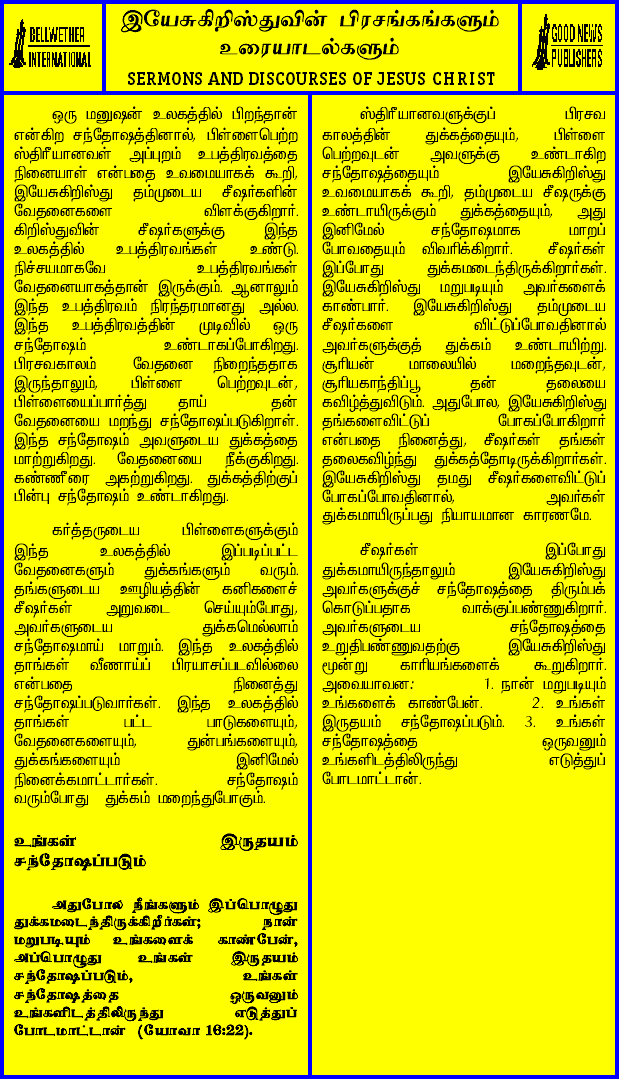 BELLWETHER
INTERNATIONAL
இயேசுகிறிஸ்துவின் பிரசங்கங்களும்
உரையாடல்களும்
SERMONS AND DISCOURSES OF JESUS CHRIST
GOOD NEWS
PUBLISHERS
ஒரு மனுஷன் உலகத்தில் பிறந்தான்
என்கிற சந்தோஷத்தினால், பிள்ளைபெற்ற
ஸ்திரீயானவள் அப்புறம் உபத்திரவத்தை
நினையாள் என்பதை உவமையாகக் கூறி,
இயேசுகிறிஸ்து தம்முடைய சீஷர்களின்
வேதனைகளை விளக்குகிறார்.
கிறிஸ்துவின் சீஷர்களுக்கு இந்த
உலகத்தில் உபத்திரவங்கள் உண்டு.
நிச்சயமாகவே உபத்திரவங்கள்
வேதனையாகத்தான் இருக்கும். ஆனாலும்
இந்த உபத்திரவம் நிரந்தரமானது அல்ல.
இந்த உபத்திரவத்தின் முடிவில் ஒரு
சந்தோஷம் உண்டாகப்போகிறது.
பிரசவகாலம் வேதனை நிறைந்ததாக
இருந்தாலும், பிள்ளை பெற்றவுடன்,
பிள்ளையைப்பார்த்து தாய் தன்
வேதனையை மறந்து சந்தோஷப்படுகிறாள்.
இந்த சந்தோஷம் அவளுடைய துக்கத்தை
மாற்றுகிறது. வேதனையை நீக்குகிறது.
கண்ணீரை அகற்றுகிறது. துக்கத்திற்குப்
பின்பு சந்தோஷம் உண்டாகிறது.
கர்த்தருடைய பிள்ளைகளுக்கும்
இந்த உலகத்தில் இப்படிப்பட்ட
வேதனைகளும் துக்கங்களும் வரும்.
தங்களுடைய ஊழியத்தின் கனிகளைச்
சீஷர்கள் அறுவடை செய்யும்போது,
அவர்களுடைய துக்கமெல்லாம்
சந்தோஷமாய் மாறும். இந்த உலகத்தில்
தாங்கள் வீணாய்ப் பிரயாசப்படவில்லை
என்பதை நினைத்து
சந்தோஷப்படுவார்கள். இந்த உலகத்தில்
தாங்கள் பட்ட பாடுகளையும்,
வேதனைகளையும், துன்பங்களையும்,
துக்கங்களையும் இனிமேல்
நினைக்கமாட்டார்கள். சந்தோஷம்
வரும்போது துக்கம் மறைந்துபோகும்.
உங்கள் இருதயம்
சந்தோஷப்படும்
அதுபோல நீங்களும் இப்பொழுது
துக்கமடைந்திருக்கிறீர்கள்; நான்
மறுபடியும் உங்களைக் காண்பேன்,
அப்பொழுது உங்கள் இருதயம்
சந்தோஷப்படும், உங்கள்
சந்தோஷத்தை ஒருவனும்
உங்களிடத்திலிருந்து எடுத்துப்
போடமாட்டான் (யோவா 16:22).
ஸ்திரீயானவளுக்குப் பிரசவ
காலத்தின் துக்கத்தையும், பிள்ளை
பெற்றவுடன் அவளுக்கு உண்டாகிற
சந்தோஷத்தையும் இயேசுகிறிஸ்து
உவமையாகக் கூறி, தம்முடைய சீஷருக்கு
உண்டாயிருக்கும் துக்கத்தையும், அது
இனிமேல் சந்தோஷமாக மாறப்
போவதையும் விவரிக்கிறார். சீஷர்கள்
இப்போது துக்கமடைந்திருக்கிறார்கள்.
இயேசுகிறிஸ்து மறுபடியும் அவர்களைக்
காண்பார். இயேசுகிறிஸ்து தம்முடைய
சீஷர்களை விட்டுப்போவதினால்
அவர்களுக்குத் துக்கம் உண்டாயிற்று.
சூரியன் மாலையில் மறைந்தவுடன்,
சூரியகாந்திப்பூ தன் தலையை
கவிழ்த்துவிடும். அதுபோல, இயேசுகிறிஸ்து
தங்களைவிட்டுப் போகப்போகிறார்
என்பதை நினைத்து, சீஷர்கள் தங்கள்
தலைகவிழ்ந்து துக்கத்தோடிருக்கிறார்கள்.
இயேசுகிறிஸ்து தமது சீஷர்களைவிட்டுப்
போகப்போவதினால், அவர்கள்
துக்கமாயிருப்பது நியாயமான காரணமே.
சீஷர்கள் இப்போது
துக்கமாயிருந்தாலும் இயேசுகிறிஸ்து
அவர்களுக்குச் சந்தோஷத்தை திரும்பக்
கொடுப்பதாக வாக்குப்பண்ணுகிறார்.
அவர்களுடைய சந்தோஷத்தை
உறுதிபண்ணுவதற்கு இயேசுகிறிஸ்து
மூன்று காரியங்களைக் கூறுகிறார்.
அவையாவன: 1. நான் மறுபடியும்
உங்களைக் காண்பேன். 2. உங்கள்
இருதயம் சந்தோஷப்படும். 3. உங்கள்
சந்தோஷத்தை ஒருவனும்
உங்களிடத்திலிருந்து எடுத்துப்
போடமாட்டான்.